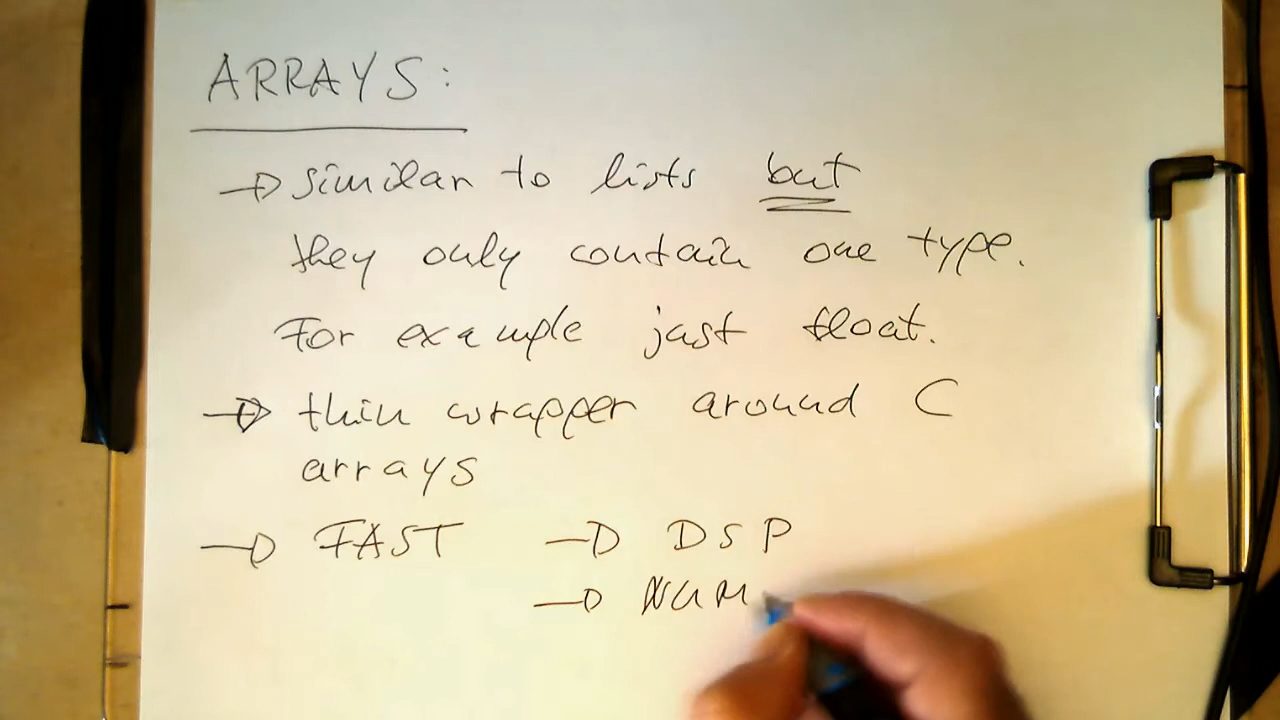 ARRAYS:
→ similar to lists but
they only contain one type.
For example just float.
→ thin wrapper around C
arrays
→ FAST → DSP
→ NUM